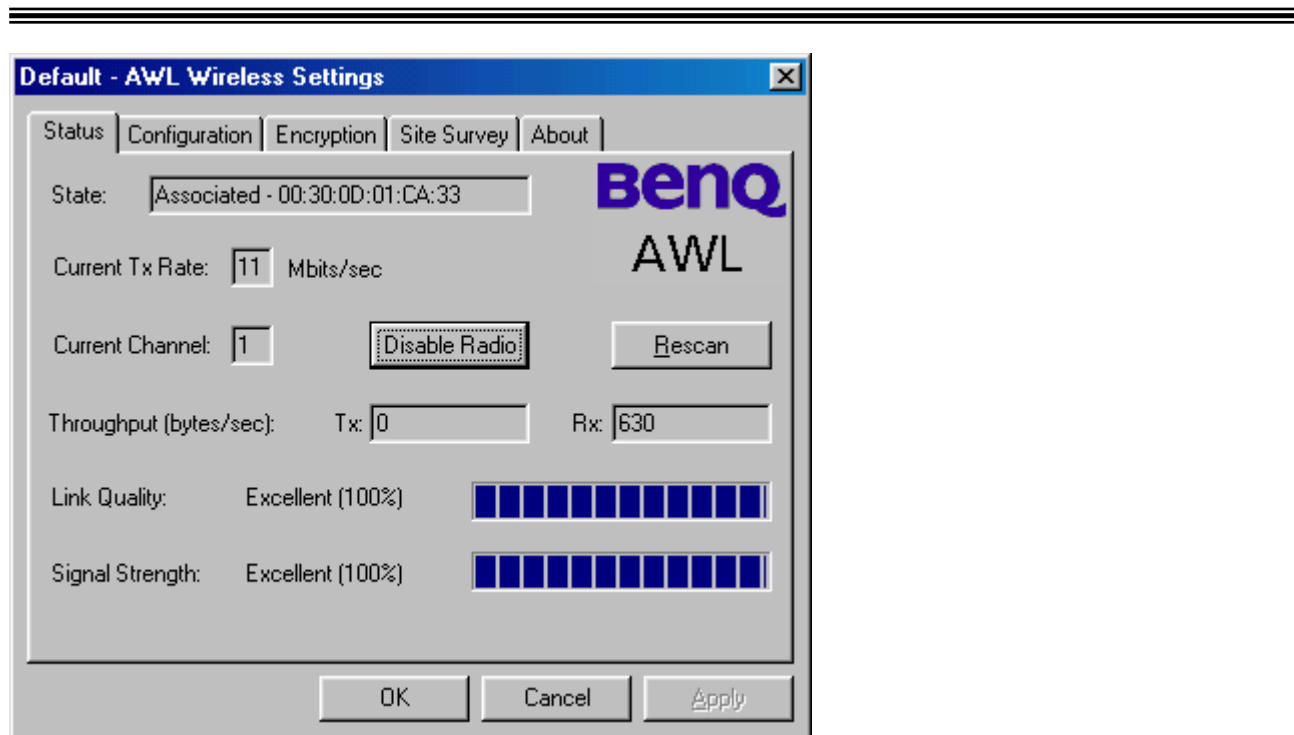 Default - AWL Wireless Settings
Status Configuration Encryption Site Survey About
BenQ
State: Associated - 00:30:0D:01:CA:33
AWL
Current Tx Rate: 11 Mbits/sec
Current Channel: 1 Disable Radio Rescan
Throughput (bytes/sec): Tx: 0 Rx: 630
Link Quality: Excellent (100%)
Signal Strength: Excellent (100%)
OK Cancel Apply